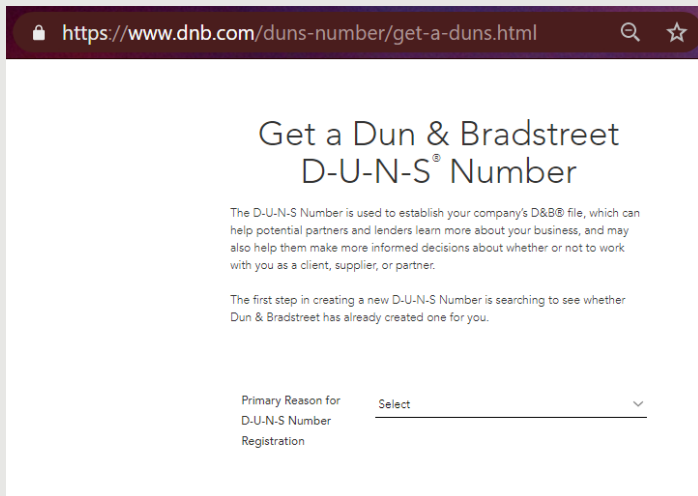 https://www.dnb.com/duns-number/get-a-duns.html
Get a Dun & Bradstreet
D-U-N-S® Number
The D-U-N-S Number is used to establish your company's D&B® file, which can
help potential partners and lenders learn more about your business, and may
also help them make more informed decisions about whether or not to work
with you as a client, supplier, or partner.
The first step in creating a new D-U-N-S Number is searching to see whether
Dun & Bradstreet has already created one for you.
Primary Reason for
D-U-N-S Number
Registration
Select